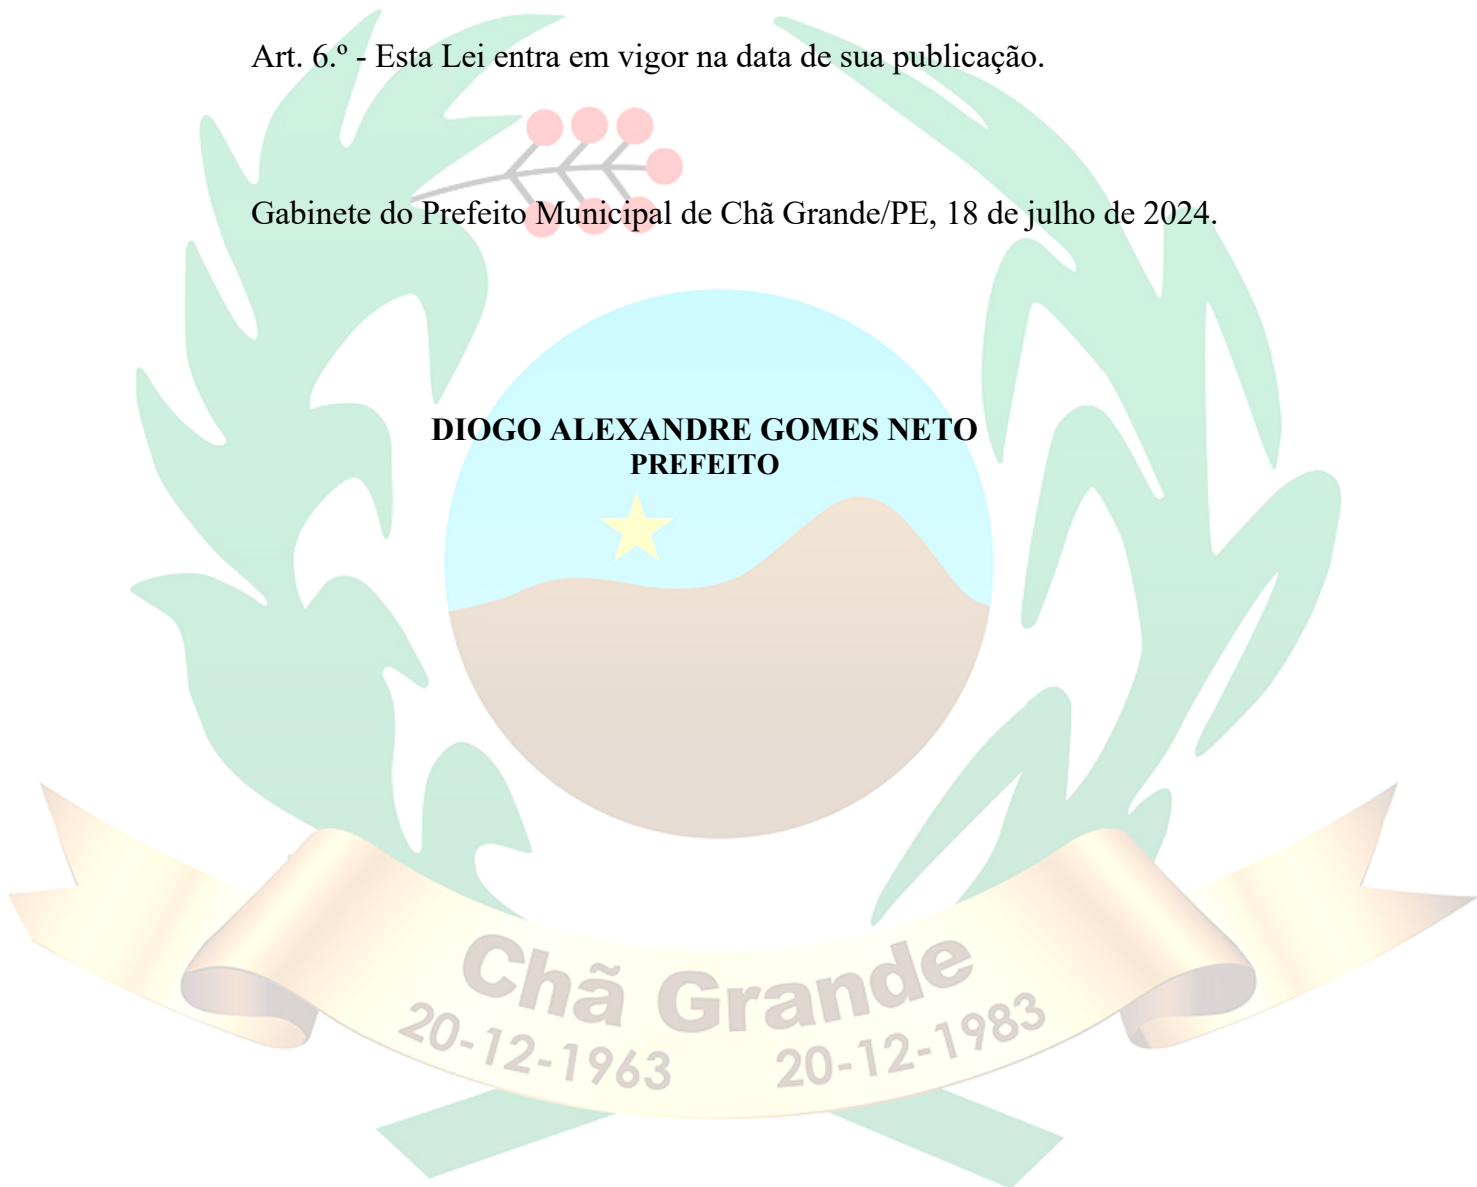 Art. 6.º - Esta Lei entra em vigor na data de sua publicação.
Gabinete do Prefeito Municipal de Chã Grande/PE, 18 de julho de 2024.
DIOGO ALEXANDRE GOMES NETO
PREFEITO
Chã Grande
20-12-1963 20-12-1983